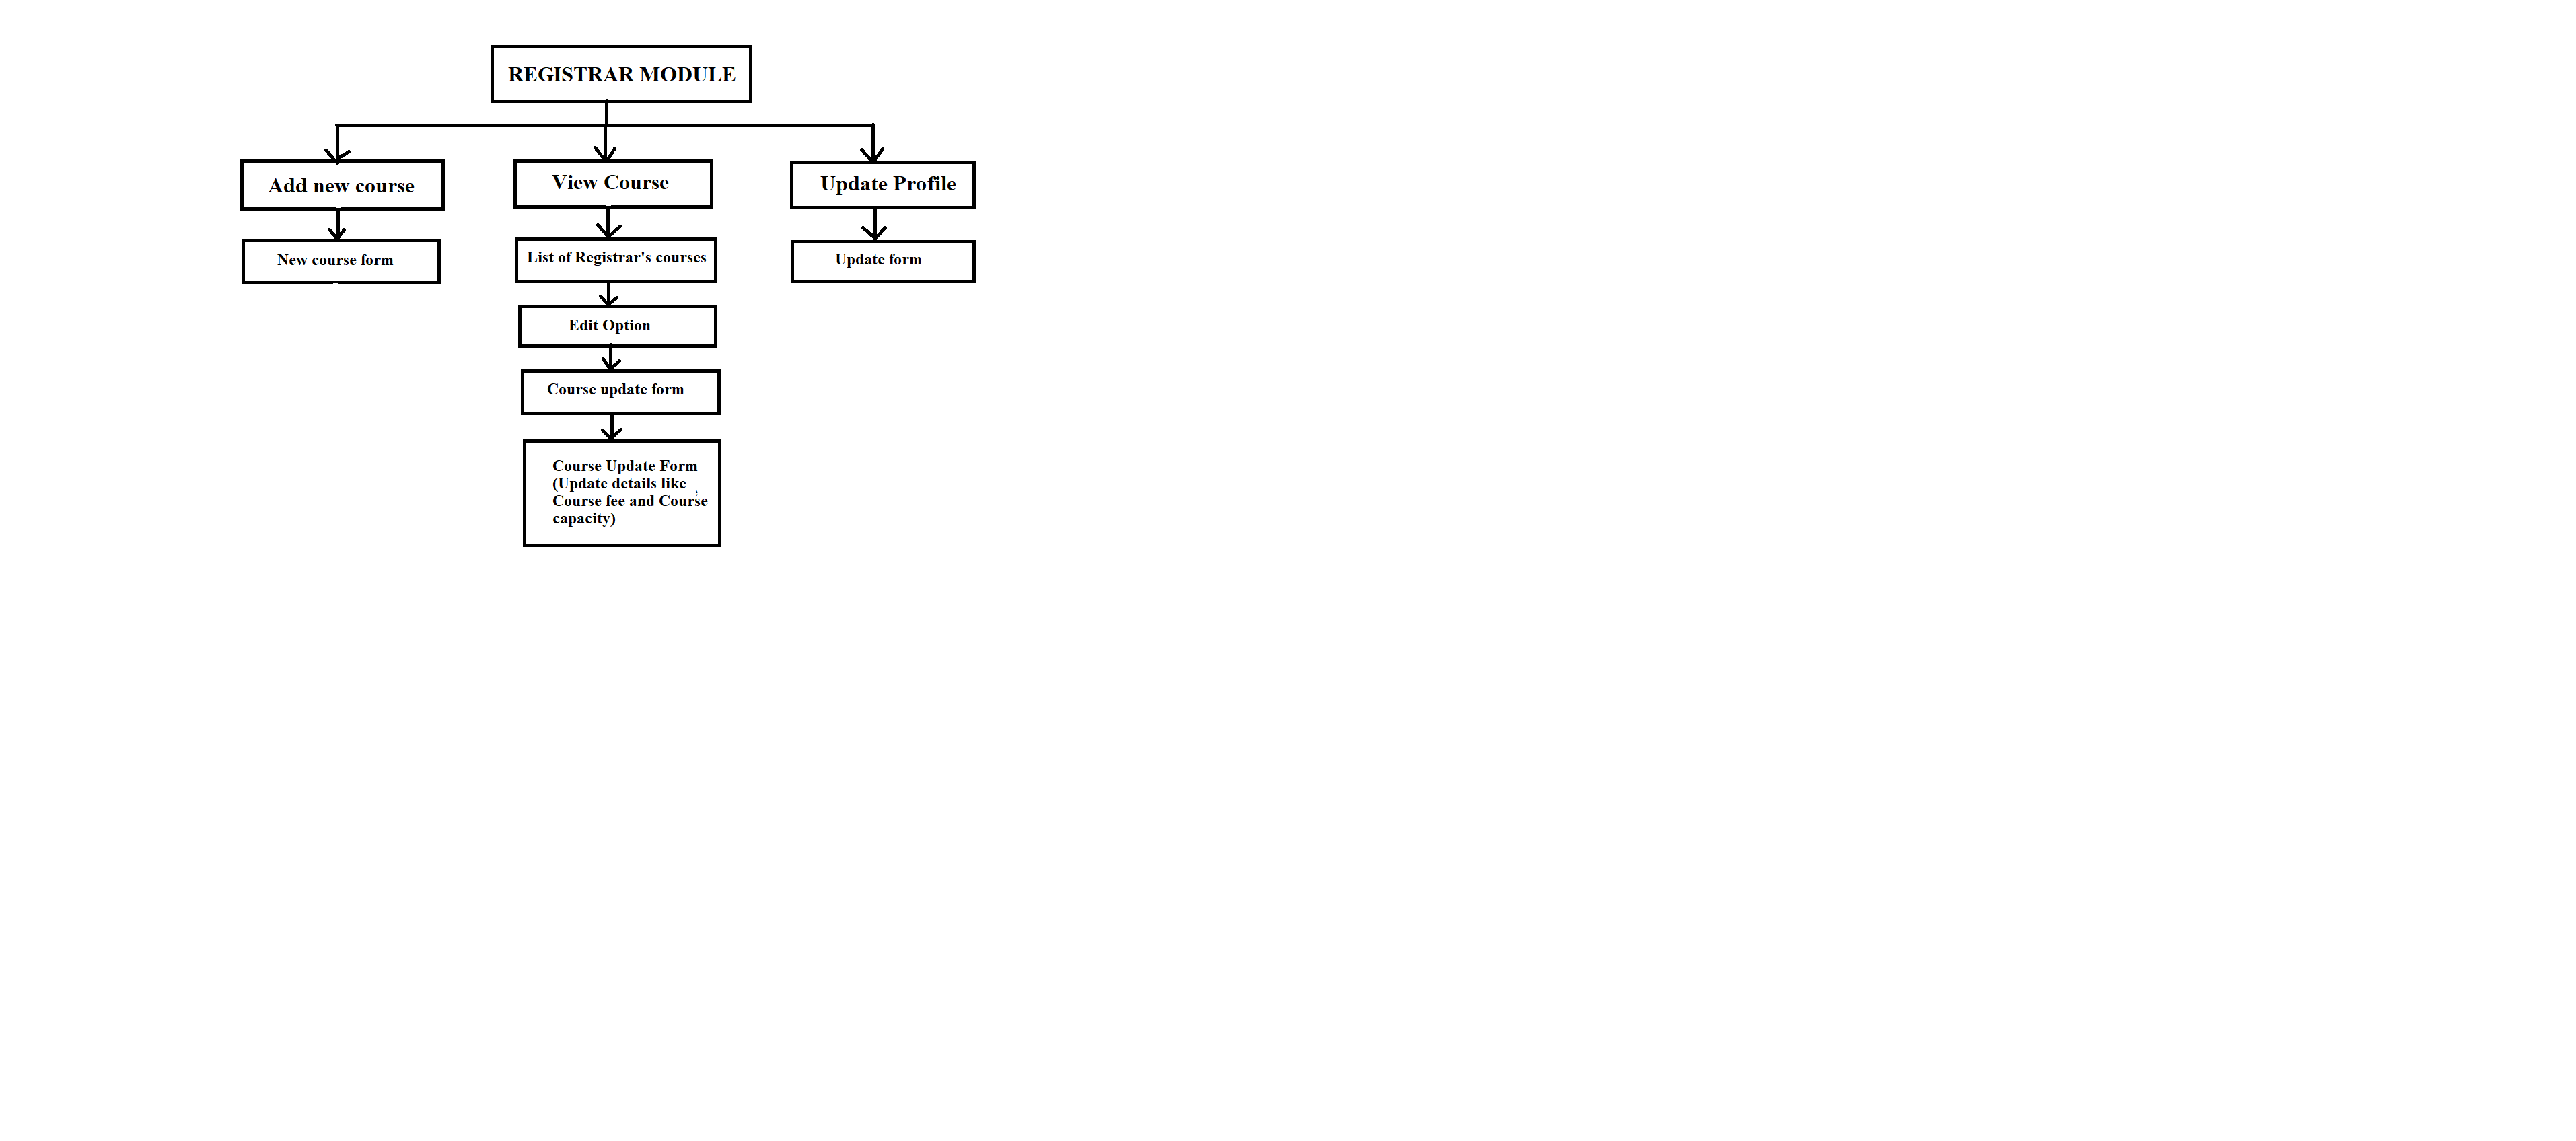 REGISTRAR MODULE
Add new course
View Course
Update Profile
New course form
List of Registrar's courses
Update form
Edit Option
Course update form
Course Update Form
(Update details like
Course fee and Course
capacity)